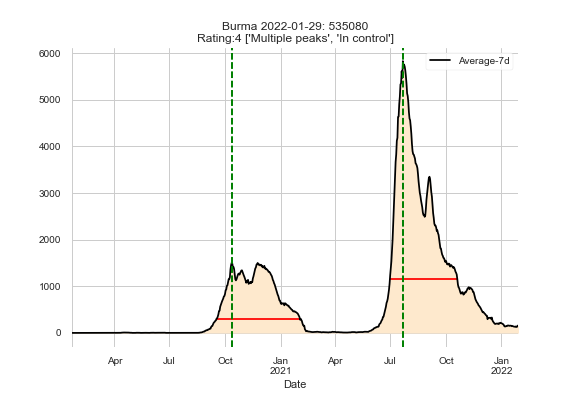 Burma 2022-01-29: 535080
Rating:4 ['Multiple peaks', 'In control']
Average-7d
6000
5000
4000
3000
2000
1000
0
Apr Jul Oct Jan Apr Jul Oct Jan
2021 2022
Date